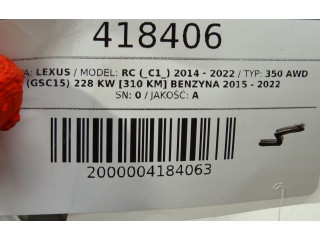 418406
A: LEXUS / MODEL: RC (_C1_) 2014 - 2022 / TYP: 350 AWD
(GSC15) 228 KW [310 KM] BENZYNA 2015 - 2022
SN: 0 / JAKOŚĆ: A
2000004184063